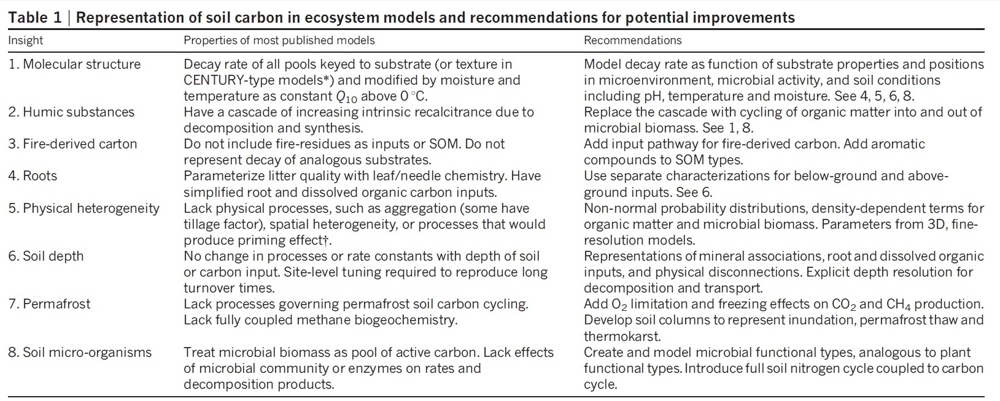 Table 1 | Representation of soil carbon in ecosystem models and recommendations for potential improvements
Insight Properties of most published models Recommendations
1. Molecular structure Decay rate of all pools keyed to substrate (or texture in Model decay rate as function of substrate properties and positions
CENTURY-type models*) and modified by moisture and in microenvironment, microbial activity, and soil conditions
temperature as constant Q10 above 0 °C. including pH, temperature and moisture. See 4, 5, 6, 8.
2. Humic substances Have a cascade of increasing intrinsic recalcitrance due to Replace the cascade with cycling of organic matter into and out of
decomposition and synthesis. microbial biomass. See 1, 8.
3. Fire-derived carton Do not include fire-residues as inputs or SOM. Do not Add input pathway for fire-derived carbon. Add aromatic
represent decay of analogous substrates. compounds to SOM types.
4. Roots Parameterize litter quality with leaf/needle chemistry. Have Use separate characterizations for below-ground and above-
simplified root and dissolved organic carbon inputs. ground inputs. See 6.
5. Physical heterogeneity Lack physical processes, such as aggregation (some have Non-normal probability distributions, density-dependent terms for
tillage factor), spatial heterogeneity, or processes that would organic matter and microbial biomass. Parameters from 3D, fine-
produce priming effect†. resolution models.
6. Soil depth No change in processes or rate constants with depth of soil Representations of mineral associations, root and dissolved organic
or carbon input. Site-level tuning required to reproduce long inputs, and physical disconnections. Explicit depth resolution for
turnover times. decomposition and transport.
7. Permafrost Lack processes governing permafrost soil carbon cycling. Add O2 limitation and freezing effects on CO2 and CH4 production.
Lack fully coupled methane biogeochemistry. Develop soil columns to represent inundation, permafrost thaw and
thermokarst.
8. Soil micro-organisms Treat microbial biomass as pool of active carbon. Lack effects Create and model microbial functional types, analogous to plant
of microbial community or enzymes on rates and functional types. Introduce full soil nitrogen cycle coupled to carbon
decomposition products. cycle.